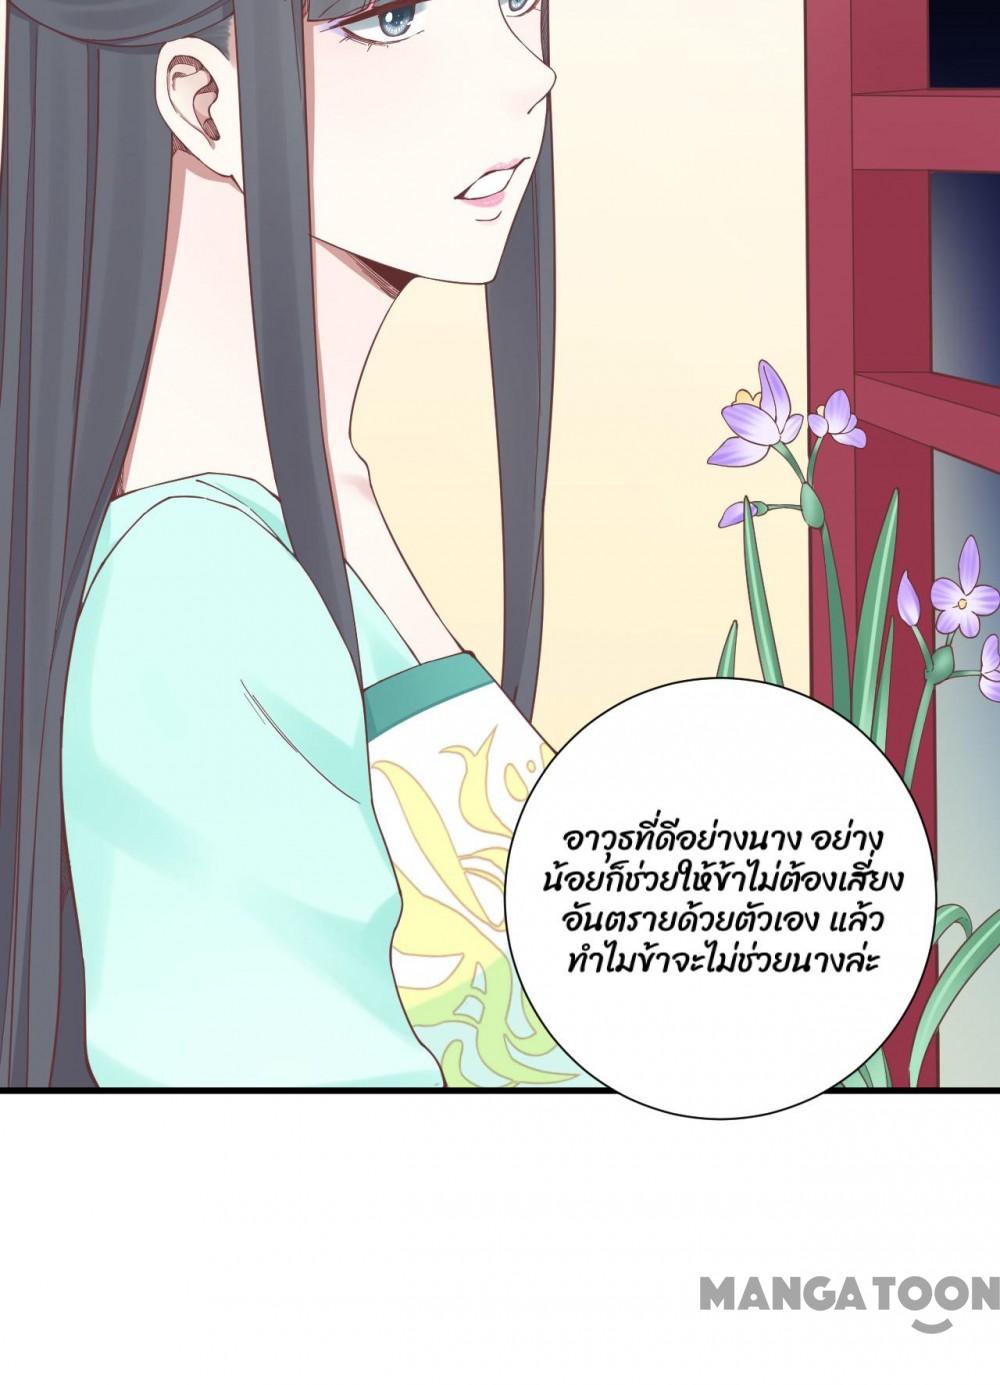 อาวุธที่ดีอย่างนาง อย่าง
น้อยก็ช่วยให้ข้าไม่ต้องเสี่ยง
อันตรายด้วยตัวเอง แล้ว
ทำไมข้าจะไม่ช่วยนางล่ะ
MANGATOON